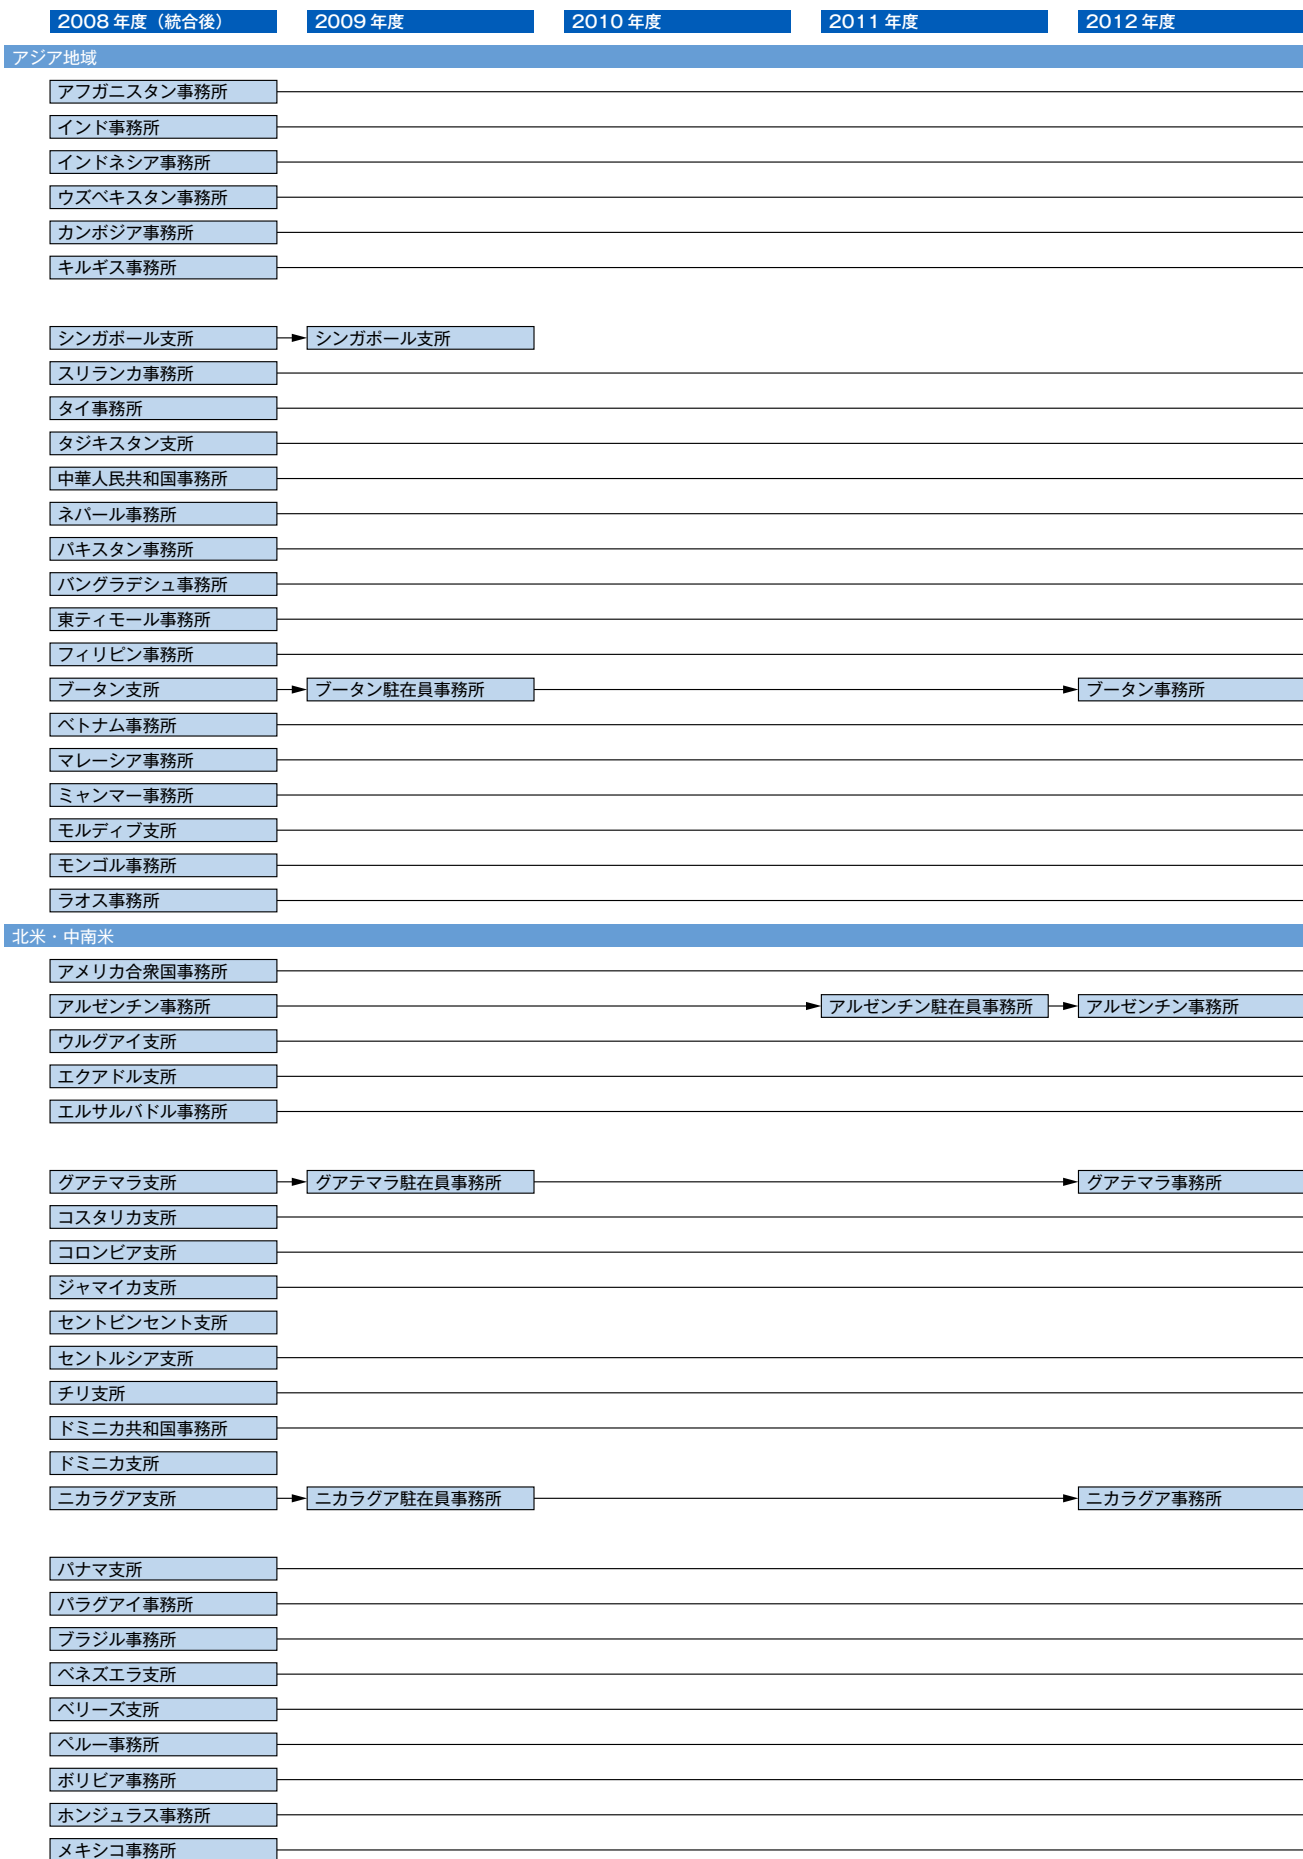 2008年度（統合後） 2009年度 2010年度 2011年度 2012年度
アジア地域
アフガニスタン事務所
インド事務所
インドネシア事務所
ウズベキスタン事務所
カンボジア事務所
キルギス事務所
シンガポール支所 シンガポール支所
スリランカ事務所
タイ事務所
タジキスタン支所
中華人民共和国事務所
ネパール事務所
パキスタン事務所
バングラデシュ事務所
東ティモール事務所
フィリピン事務所
ブータン支所 ブータン駐在員事務所 ブータン事務所
ベトナム事務所
マレーシア事務所
ミャンマー事務所
モルディブ支所
モンゴル事務所
ラオス事務所
北米・中南米
アメリカ合衆国事務所
アルゼンチン事務所 アルゼンチン駐在員事務所 アルゼンチン事務所
ウルグアイ支所
エクアドル支所
エルサルバドル事務所
グアテマラ支所 グアテマラ駐在員事務所 グアテマラ事務所
コスタリカ支所
コロンビア支所
ジャマイカ支所
セントビンセント支所
セントルシア支所
チリ支所
ドミニカ共和国事務所
ドミニカ支所
ニカラグア支所 ニカラグア駐在員事務所 ニカラグア事務所
パナマ支所
パラグアイ事務所
ブラジル事務所
ベネズエラ支所
ベリーズ支所
ペルー事務所
ボリビア事務所
ホンジュラス事務所
メキシコ事務所